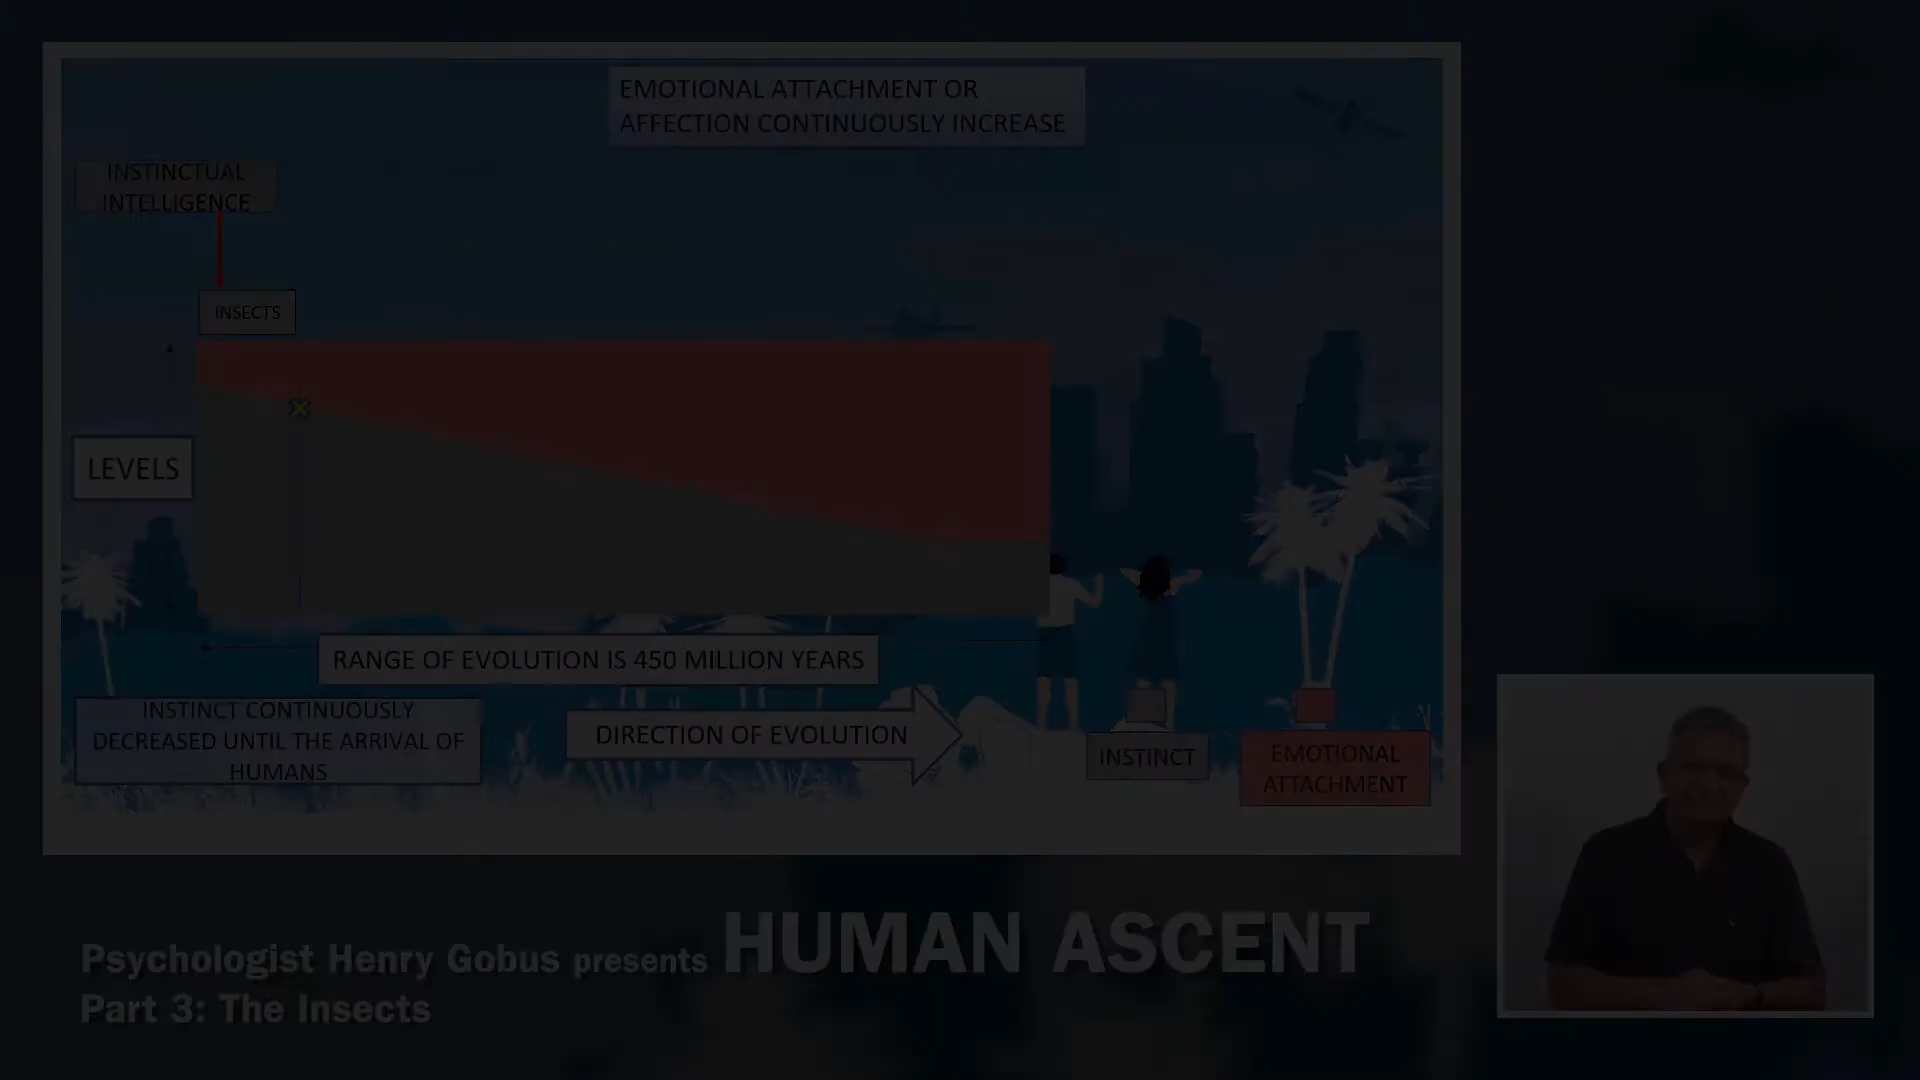 EMOTIONAL ATTACHMENT OR
AFFECTION CONTINUOUSLY INCREASE
INSTINCTUAL
INTELLIGENCE
INSECTS
LEVELS
RANGE OF EVOLUTION IS 450 MILLION YEARS
INSTINCT CONTINUOUSLY
DECREASED UNTIL THE ARRIVAL OF
HUMANS
DIRECTION OF EVOLUTION
INSTINCT
EMOTIONAL
ATTACHMENT
Psychologist Henry Gobus presents HUMAN ASCENT
Part 3: The Insects